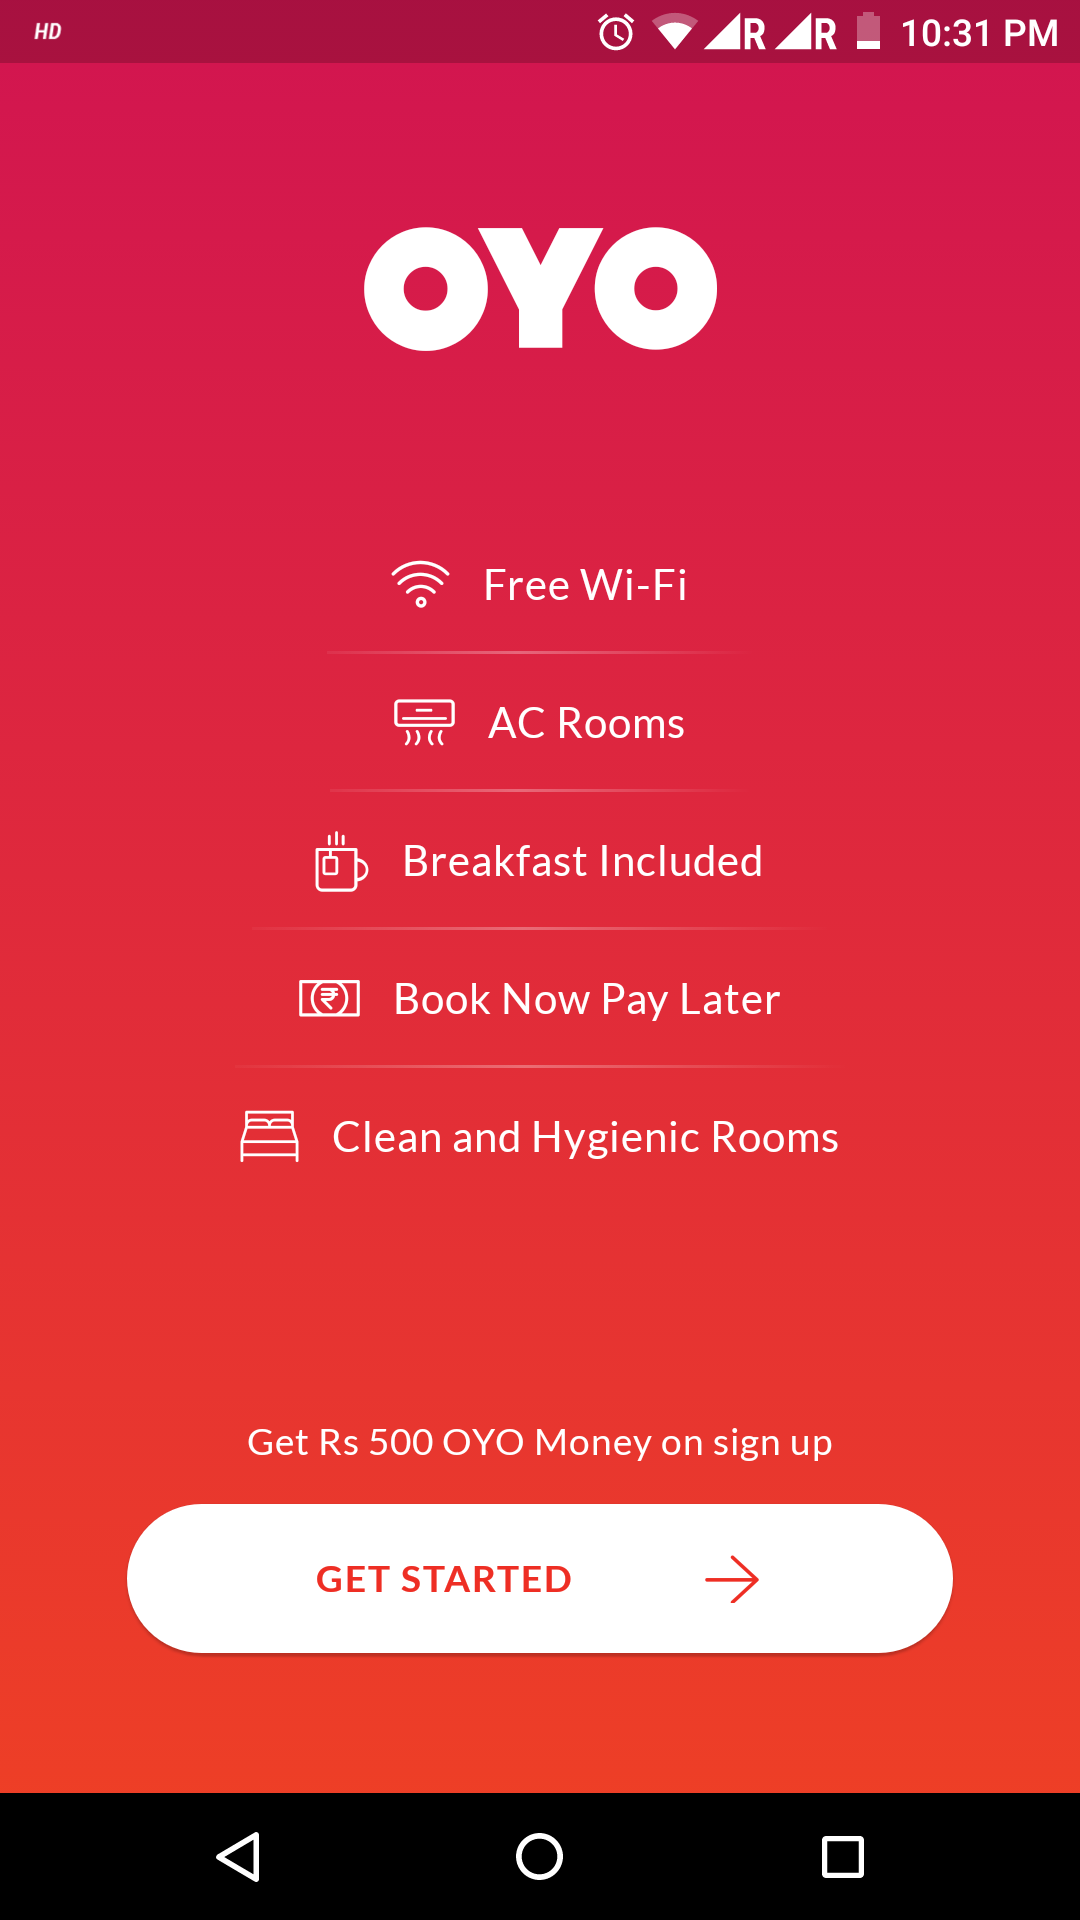 HD R R 10:31 PM
OYO
Free Wi-Fi
AC Rooms
Breakfast Included
₹ Book Now Pay Later
Clean and Hygienic Rooms
Get Rs 500 OYO Money on sign up
GET STARTED